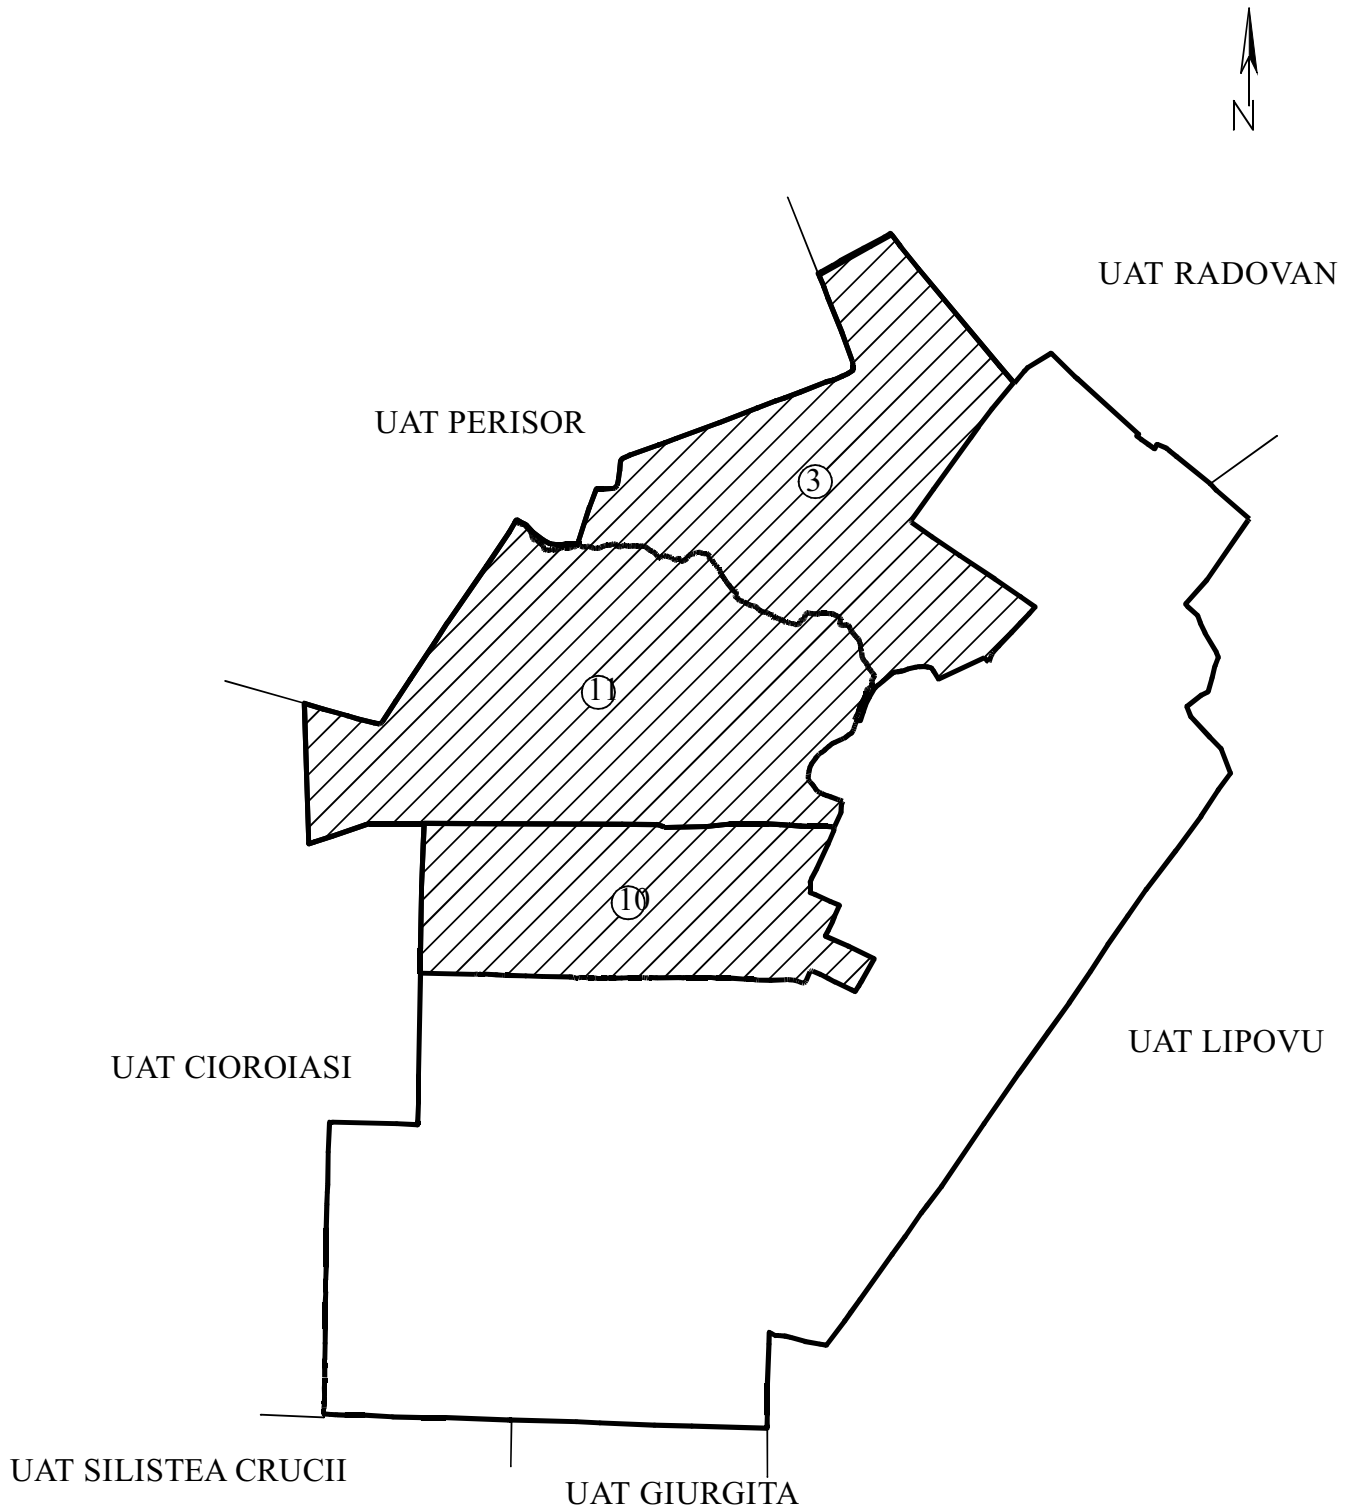 N
UAT RADOVAN
UAT PERISOR
3
11
10
UAT LIPOVU
UAT CIOROIASI
UAT SILISTEA CRUCII
UAT GIURGITA